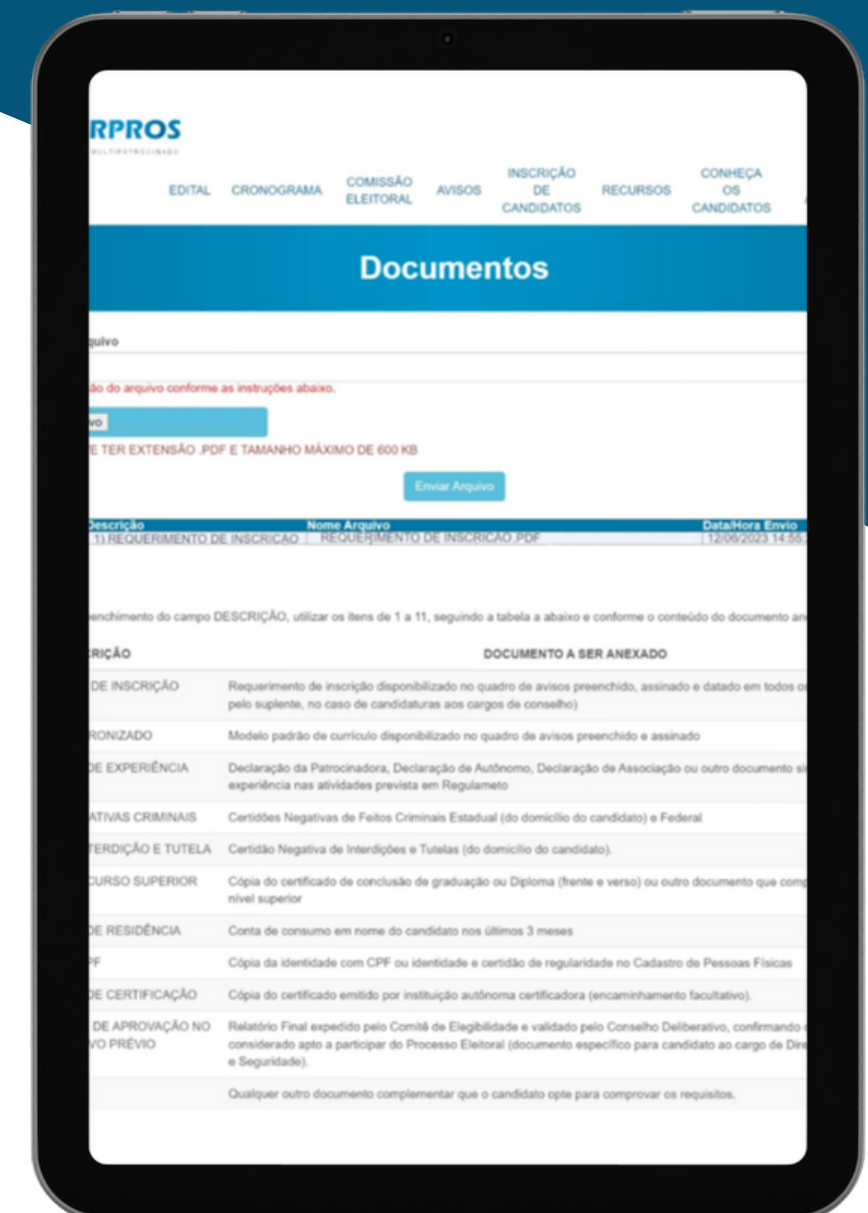 RPROS
MULTIPATROCINADO
EDITAL CRONOGRAMA COMISSÃO ELEITORAL AVISOS INSCRIÇÃO DE CANDIDATOS RECURSOS CONHEÇA OS CANDIDATOS
Documentos
quivo
ão do arquivo conforme as instruções abaixo.
vo
E TER EXTENSÃO .PDF E TAMANHO MÁXIMO DE 600 KB
Enviar Arquivo
Descrição Nome Arquivo Data/Hora Envio
1) REQUERIMENTO DE INSCRICAO REQUERIMENTO DE INSCRICAO.PDF 12/06/2023 14:55:
enchimento do campo DESCRIÇÃO, utilizar os itens de 1 a 11, seguindo a tabela a abaixo e conforme o conteúdo do documento an
RIÇÃO DOCUMENTO A SER ANEXADO
DE INSCRIÇÃO Requerimento de inscrição disponibilizado no quadro de avisos preenchido, assinado e datado em todos os
pelo suplente, no caso de candidaturas aos cargos de conselho)
RONIZADO Modelo padrão de currículo disponibilizado no quadro de avisos preenchido e assinado
DE EXPERIÊNCIA Declaração da Patrocinadora, Declaração de Autônomo, Declaração de Associação ou outro documento si
experiência nas atividades prevista em Regulameto
ATIVAS CRIMINAIS Certidões Negativas de Feitos Criminais Estadual (do domicílio do candidato) e Federal
TERDIÇÃO E TUTELA Certidão Negativa de Interdições e Tutelas (do domicílio do candidato).
CURSO SUPERIOR Cópia do certificado de conclusão de graduação ou Diploma (frente e verso) ou outro documento que comp
nível superior
DE RESIDÊNCIA Conta de consumo em nome do candidato nos últimos 3 meses
PF Cópia da identidade com CPF ou identidade e certidão de regularidade no Cadastro de Pessoas Físicas
DE CERTIFICAÇÃO Cópia do certificado emitido por instituição autônoma certificadora (encaminhamento facultativo).
DE APROVAÇÃO NO Relatório Final expedido pelo Comitê de Elegibilidade e validado pelo Conselho Deliberativo, confirmando
VO PRÉVIO considerado apto a participar do Processo Eleitoral (documento específico para candidato ao cargo de Dire
e Seguridade).
Qualquer outro documento complementar que o candidato opte para comprovar os requisitos.